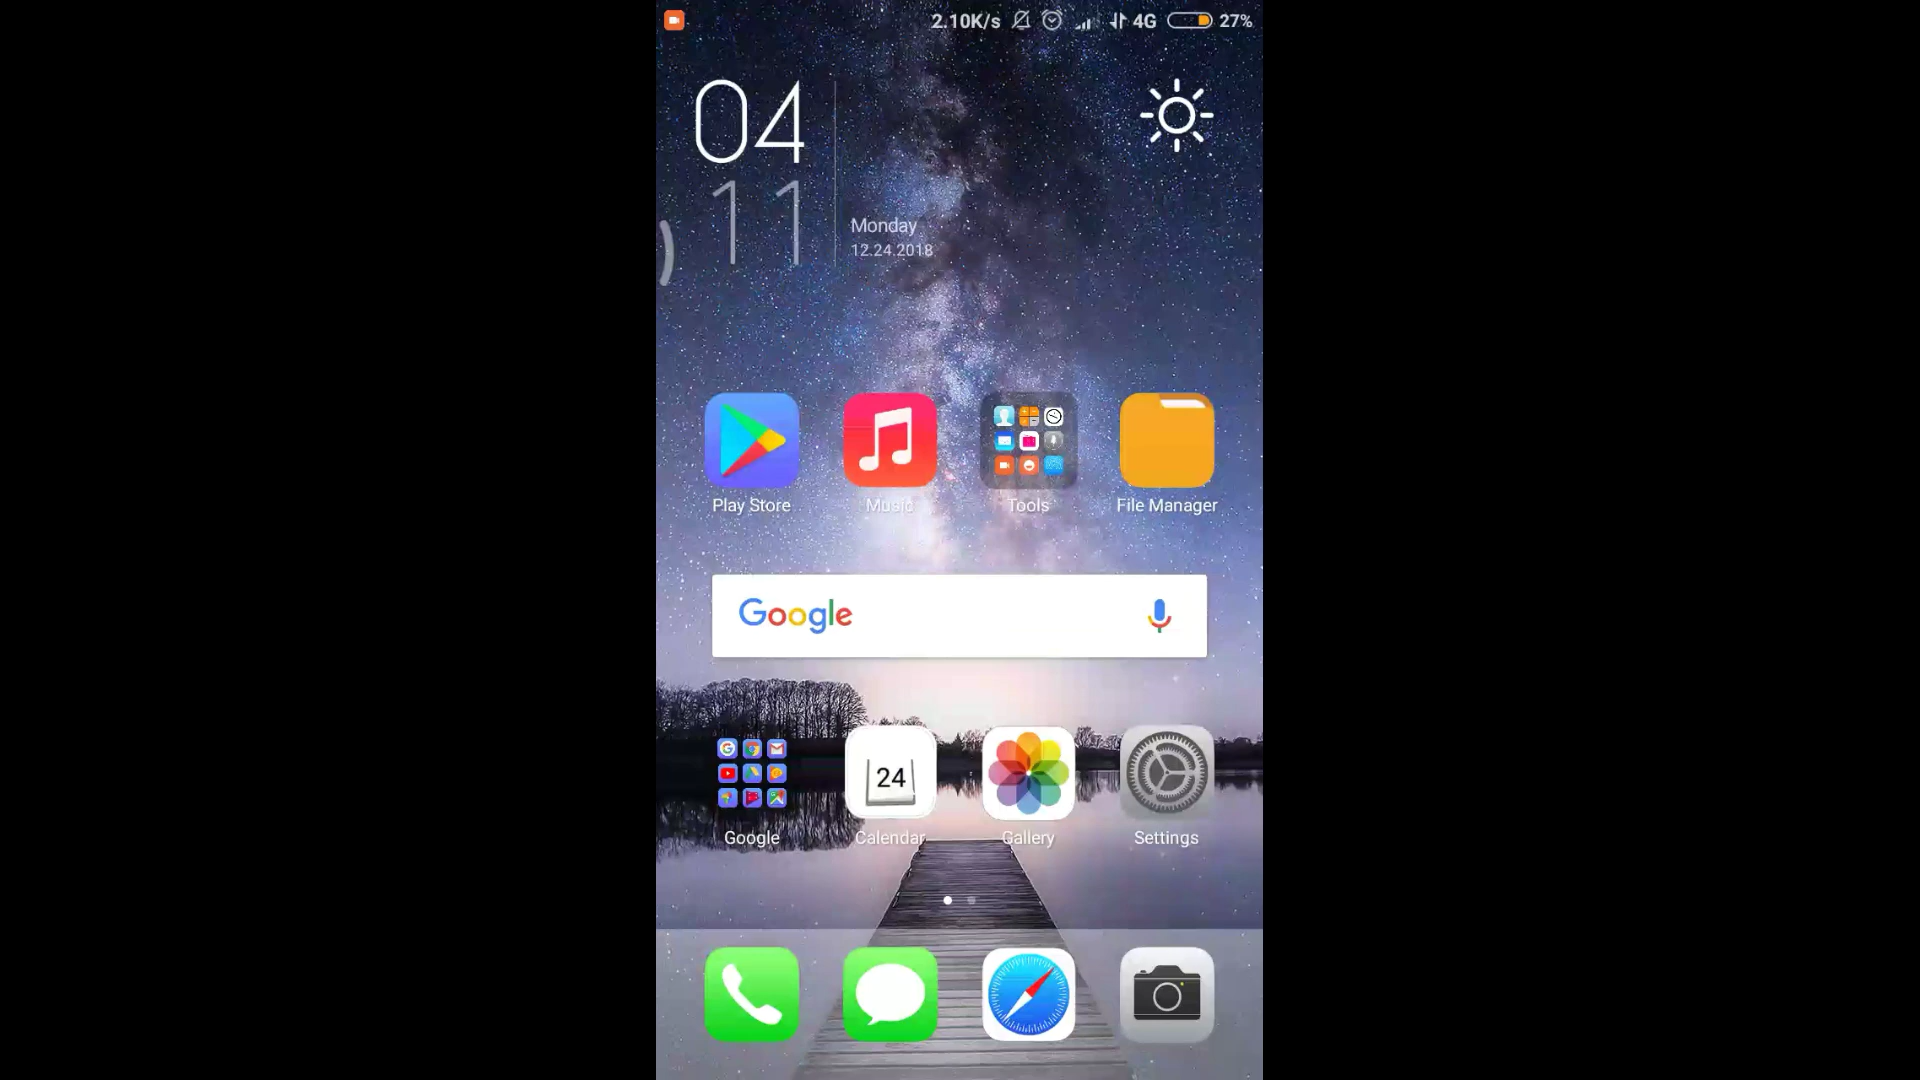 2.10K/s 4G 27%
04
11
Monday
12.24.2018
Play Store Music Tools File Manager
Google
24
Google Calendar Gallery Settings